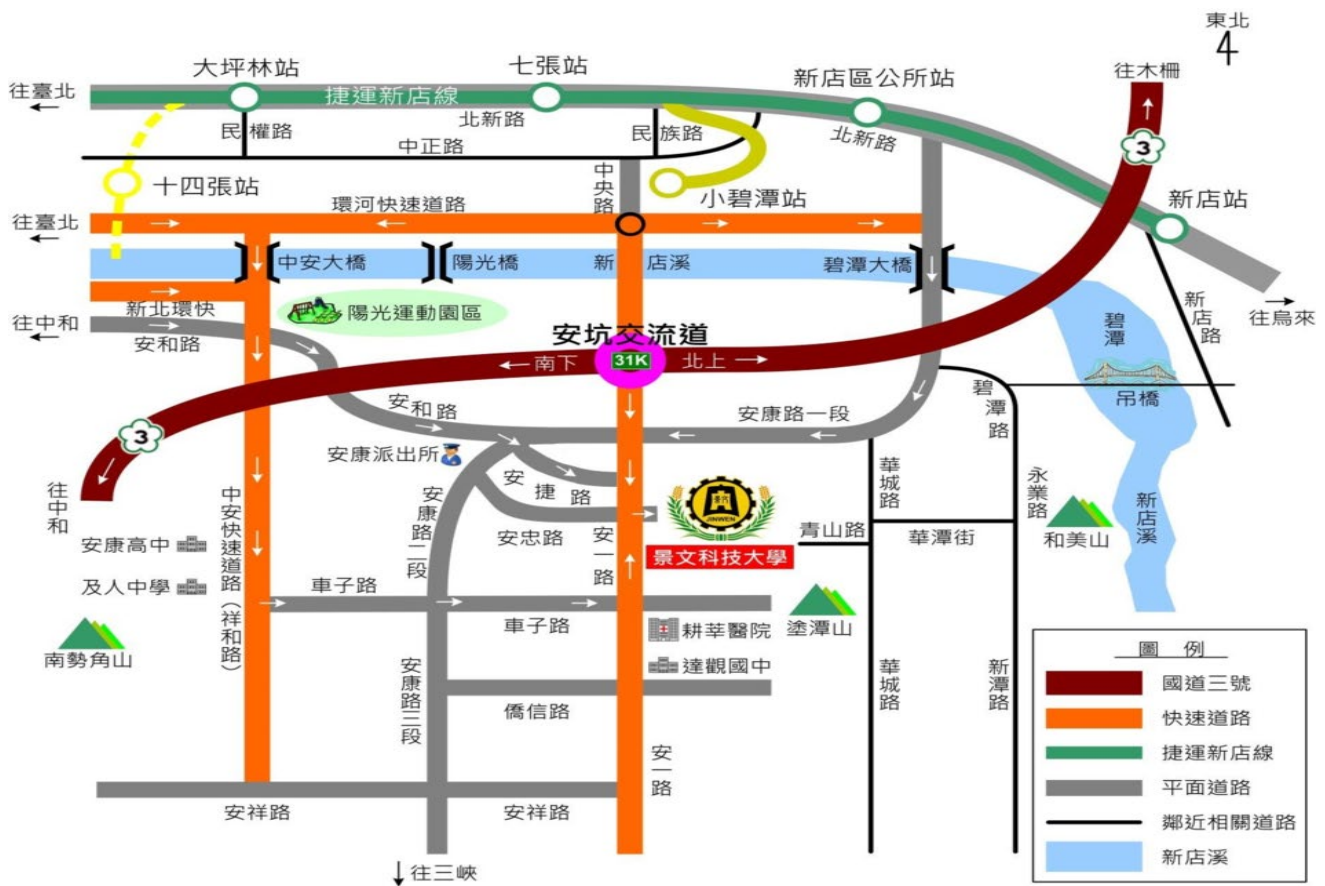 東北
4
往木柵
大坪林站
七張站
新店區公所站
往臺北
捷運新店線
北新路
北新路
民權路
民族路
中正路
3
十四張站
中央路
小碧潭站
新店站
環河快速道路
往臺北
中安大橋
陽光橋
新店溪
碧潭大橋
新北環快
陽光運動園區
往中和
安和路
安坑交流道
碧潭
新店路
往烏來
南下
31K
北上
吊橋
安和路
安康路一段
碧潭路
3
安康派出所
安捷路
華城路
永業路
新店溪
往中和
JINWEN
安康高中
中安快速道路(祥和路)
安康路二段
安忠路
安一路
景文科技大學
青山路
華潭街
和美山
及人中學
車子路
車子路
耕莘醫院
塗潭山
南勢角山
達觀國中
安康路三段
僑信路
華城路
新潭路
安一路
安祥路
安祥路
往三峽
圖 例
國道三號
快速道路
捷運新店線
平面道路
鄰近相關道路
新店溪